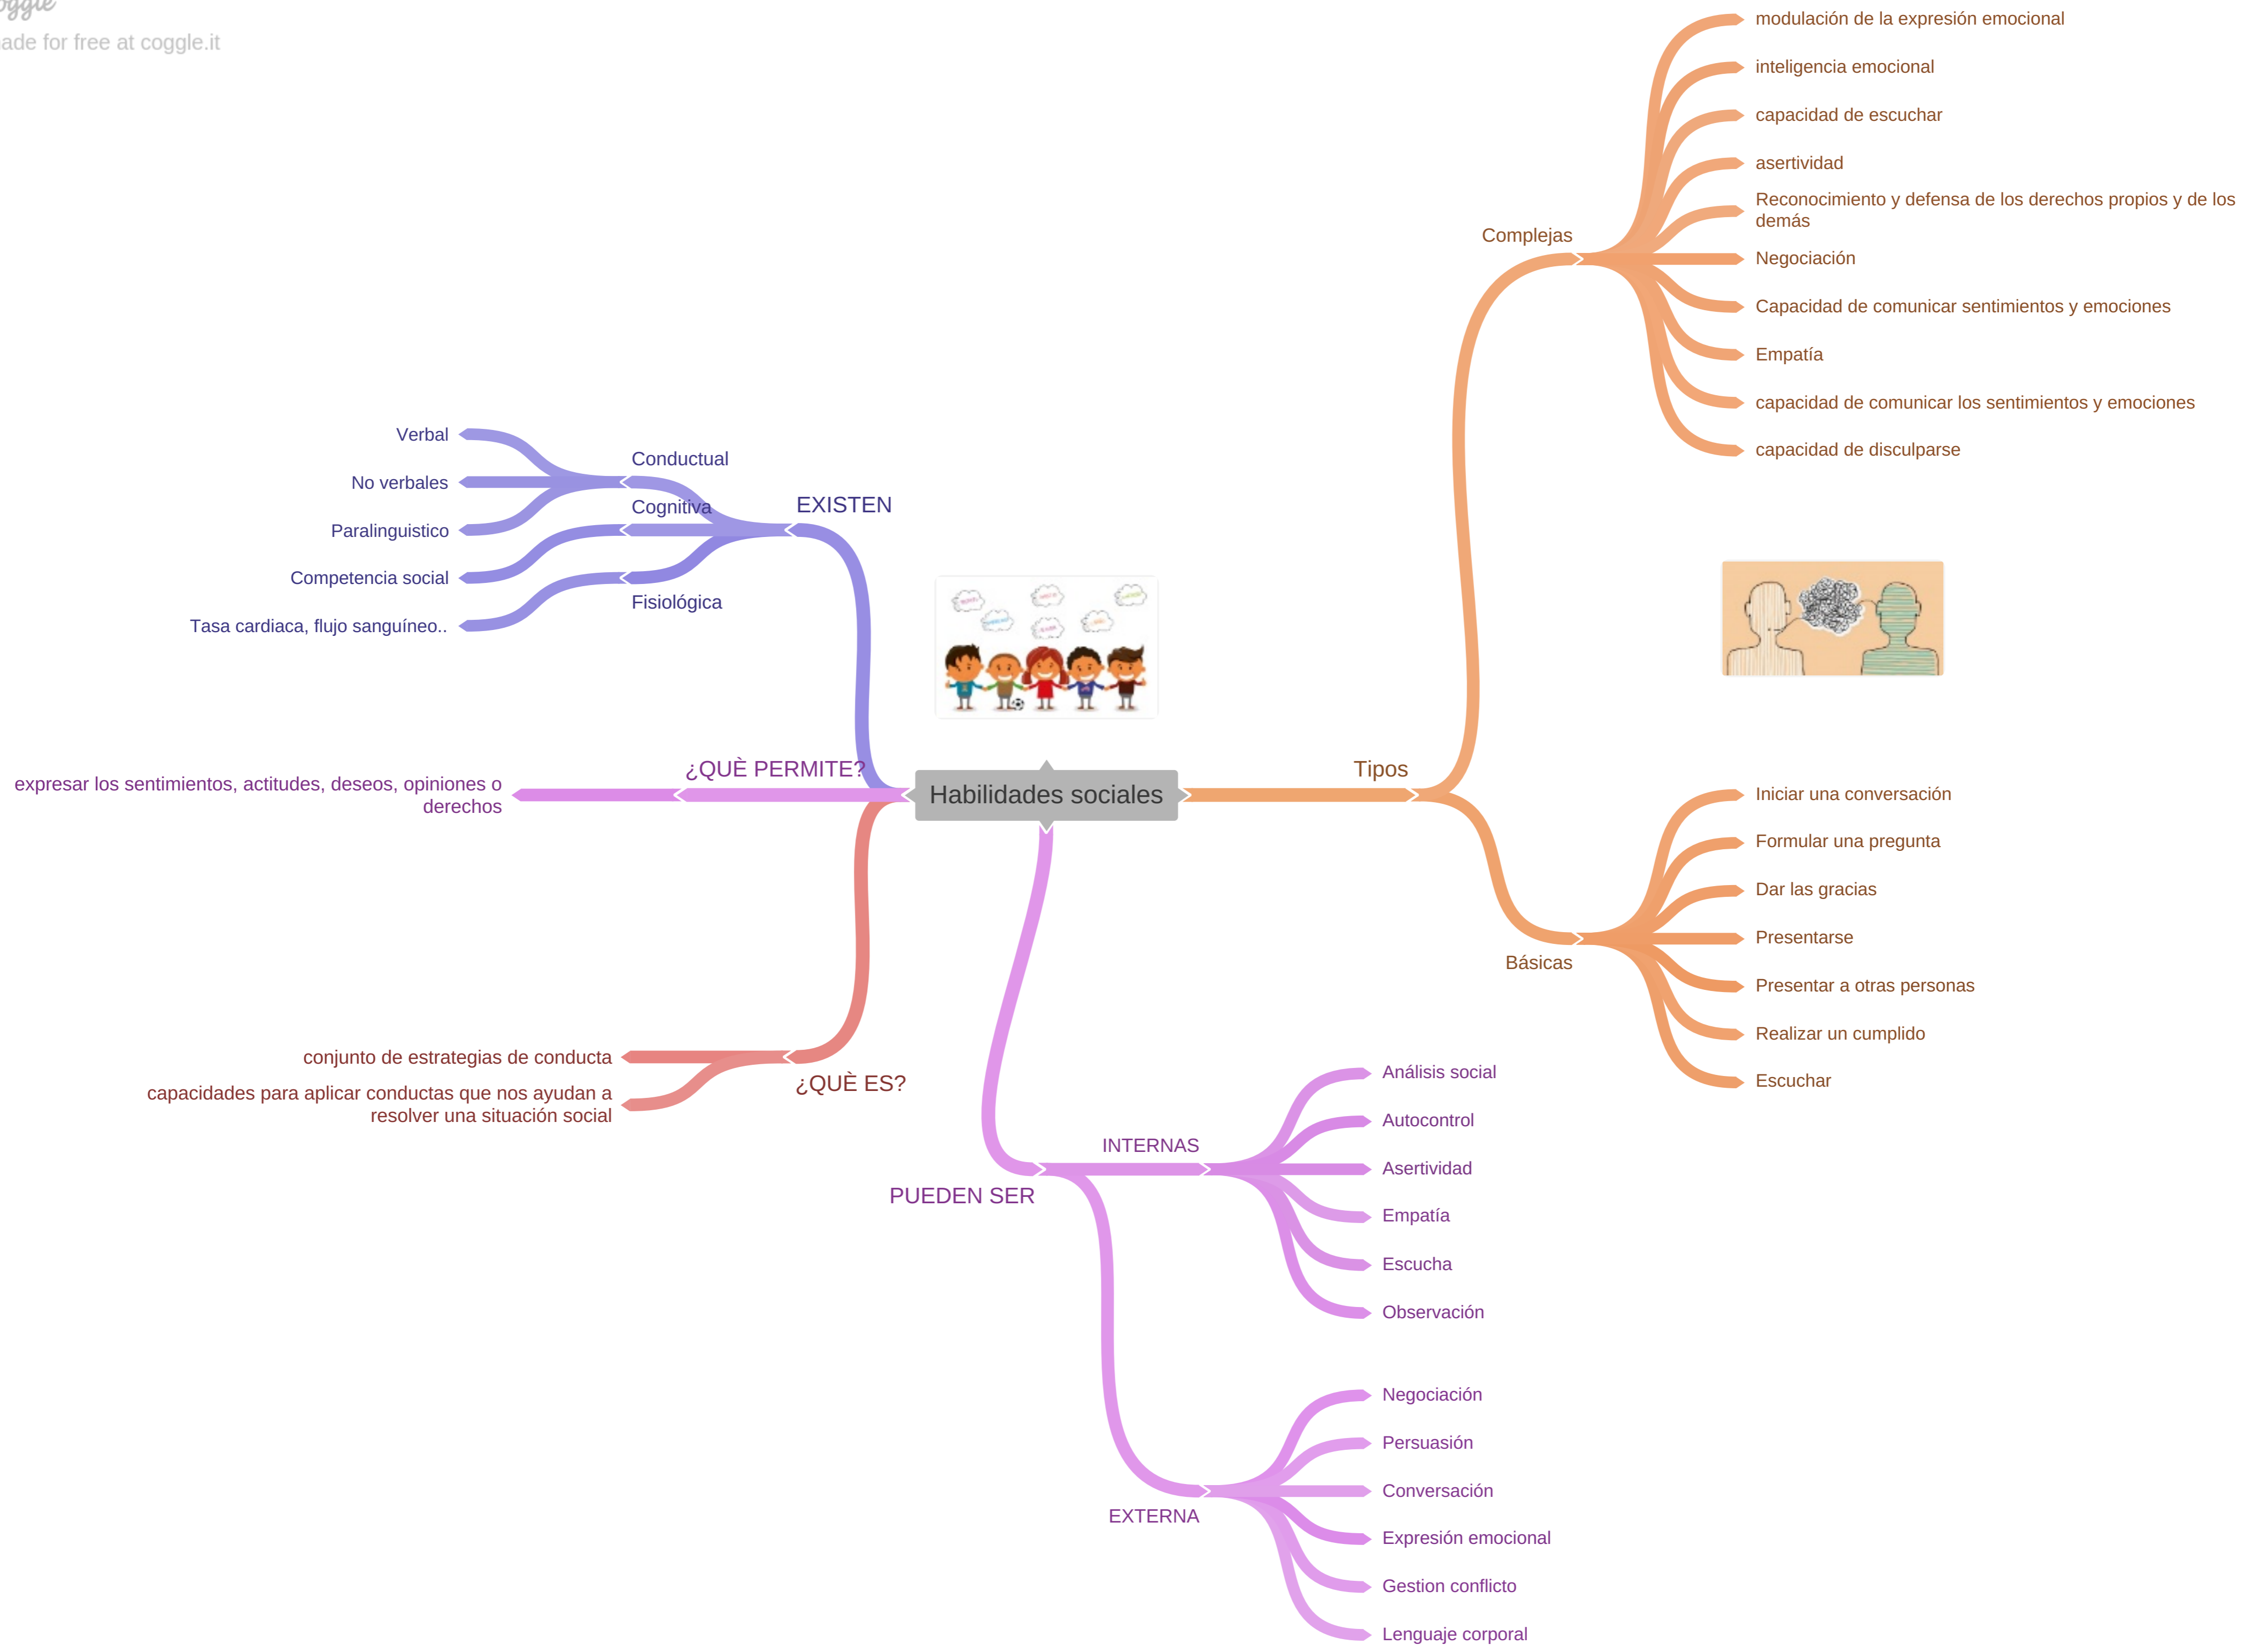 made for free at coggle.it
modulación de la expresión emocional
inteligencia emocional
capacidad de escuchar
asertividad
Reconocimiento y defensa de los derechos propios y de los
demás
Complejas
Negociación
Capacidad de comunicar sentimientos y emociones
Empatía
capacidad de comunicar los sentimientos y emociones
capacidad de disculparse
Verbal
No verbales
Paralinguistico
Competencia social
Tasa cardiaca, flujo sanguíneo..
Conductual
Cognitiva
Fisiológica
EXISTEN
¿QUÈ PERMITE?
expresar los sentimientos, actitudes, deseos, opiniones o
derechos
Habilidades sociales
Tipos
Iniciar una conversación
Formular una pregunta
Dar las gracias
Presentarse
Presentar a otras personas
Realizar un cumplido
Escuchar
Básicas
conjunto de estrategias de conducta
capacidades para aplicar conductas que nos ayudan a
resolver una situación social
¿QUÈ ES?
PUEDEN SER
INTERNAS
Análisis social
Autocontrol
Asertividad
Empatía
Escucha
Observación
EXTERNA
Negociación
Persuasión
Conversación
Expresión emocional
Gestion conflicto
Lenguaje corporal